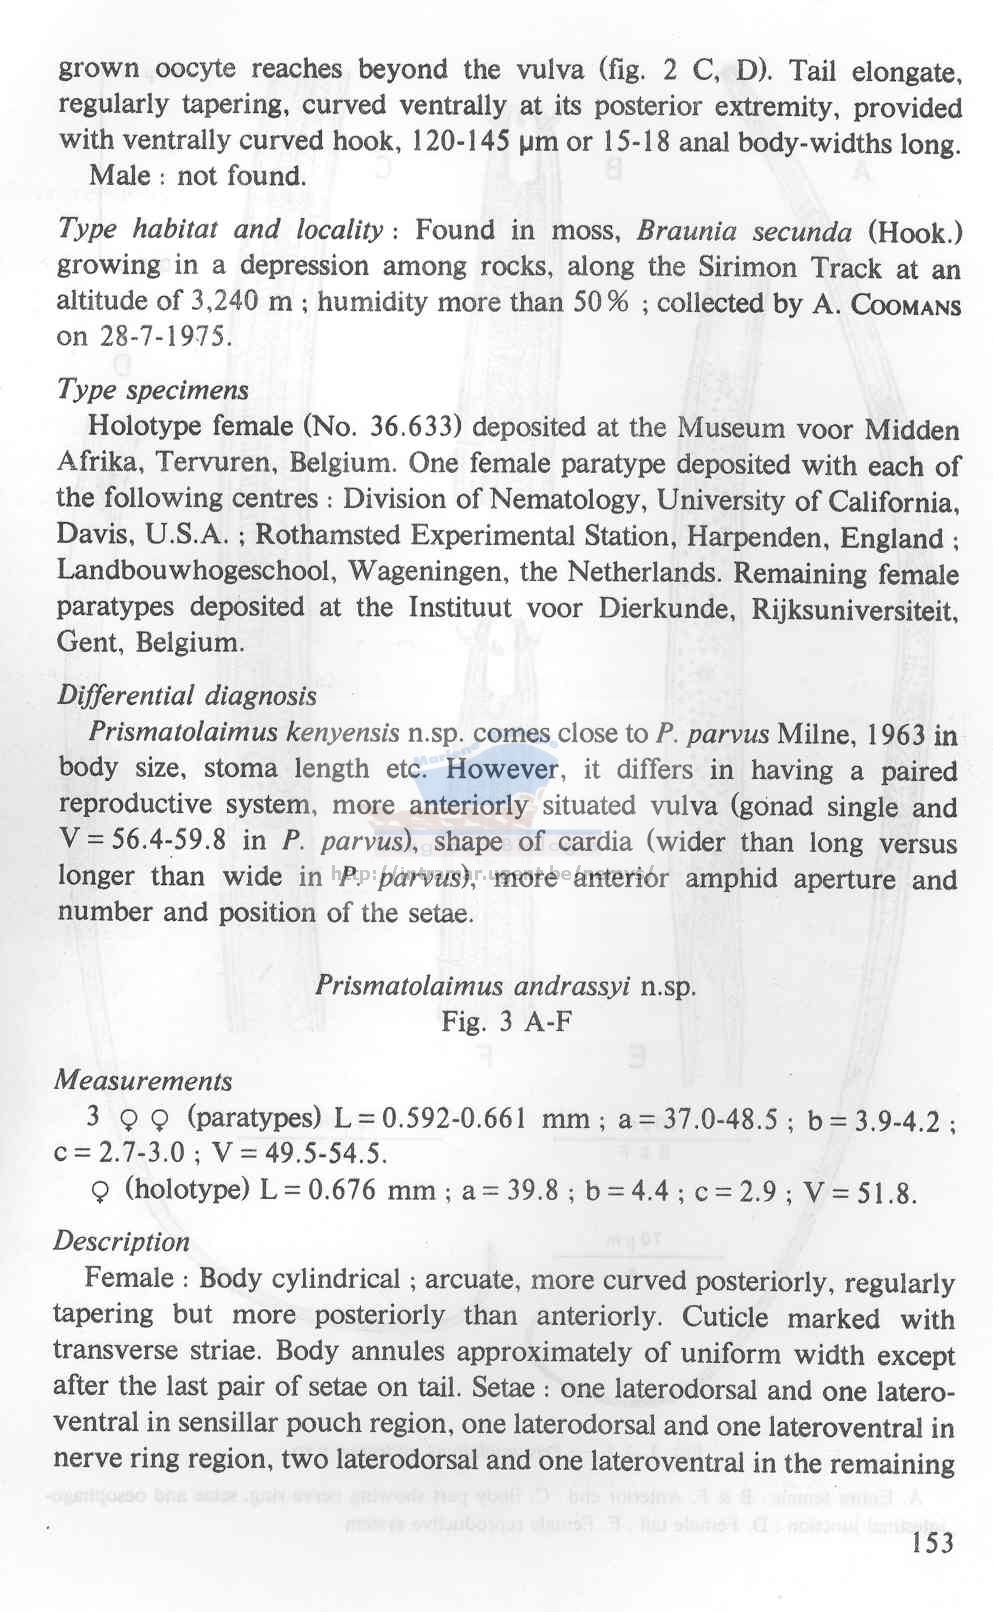 grown oocyte reaches beyond the vulva (fig. 2 C, D). Tail elongate,
regularly tapering, curved ventrally at its posterior extremity, provided
with ventrally curved hook, 120-145 µm or 15-18 anal body-widths long.
Male : not found.
Type habitat and locality : Found in moss, Braunia secunda (Hook.)
growing in a depression among rocks, along the Sirimon Track at an
altitude of 3,240 m ; humidity more than 50 % ; collected by A. COOMANS
on 28-7-1975.
Type specimens
Holotype female (No. 36.633) deposited at the Museum voor Midden
Afrika, Tervuren, Belgium. One female paratype deposited with each of
the following centres : Division of Nematology, University of California,
Davis, U.S.A. ; Rothamsted Experimental Station, Harpenden, England ;
Landbouwhogeschool, Wageningen, the Netherlands. Remaining female
paratypes deposited at the Instituut voor Dierkunde, Rijksuniversiteit,
Gent, Belgium.
Differential diagnosis
Prismatolaimus kenyensis n.sp. comes close to P. parvus Milne, 1963 in
body size, stoma length etc. However, it differs in having a paired
reproductive system, more anteriorly situated vulva (gonad single and
V = 56.4-59.8 in P. parvus), shape of cardia (wider than long versus
longer than wide in P. parvus), more anterior amphid aperture and
number and position of the setae.
Prismatolaimus andrassyi n.sp.
Fig. 3 A-F
Measurements
3 ♀ ♀ (paratypes) L = 0.592-0.661 mm ; a = 37.0-48.5 ; b = 3.9-4.2 ;
c = 2.7-3.0 ; V = 49.5-54.5.
♀ (holotype) L = 0.676 mm ; a = 39.8 ; b = 4.4 ; c = 2.9 ; V = 51.8.
Description
Female : Body cylindrical ; arcuate, more curved posteriorly, regularly
tapering but more posteriorly than anteriorly. Cuticle marked with
transverse striae. Body annules approximately of uniform width except
after the last pair of setae on tail. Setae : one laterodorsal and one latero-
ventral in sensillar pouch region, one laterodorsal and one lateroventral in
nerve ring region, two laterodorsal and one lateroventral in the remaining
153